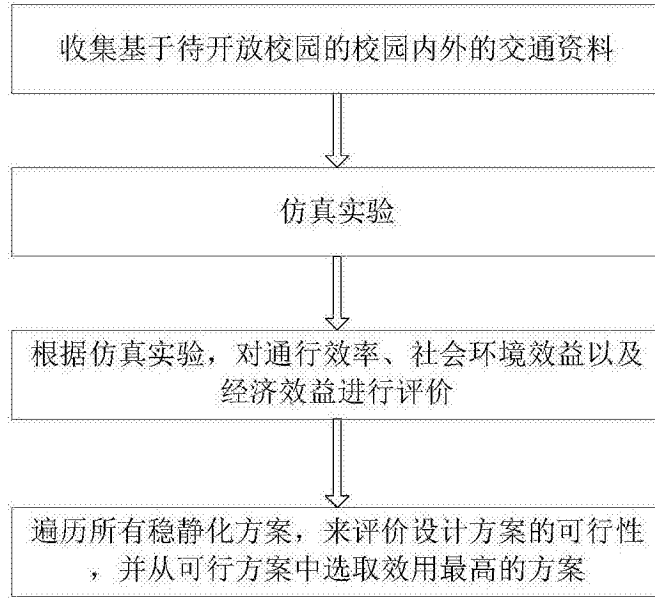 收集基于待开放校园的校园内外的交通资料
仿真实验
根据仿真实验，对通行效率、社会环境效益以及
经济效益进行评价
遍历所有稳静化方案，来评价设计方案的可行性
，并从可行方案中选取效用最高的方案